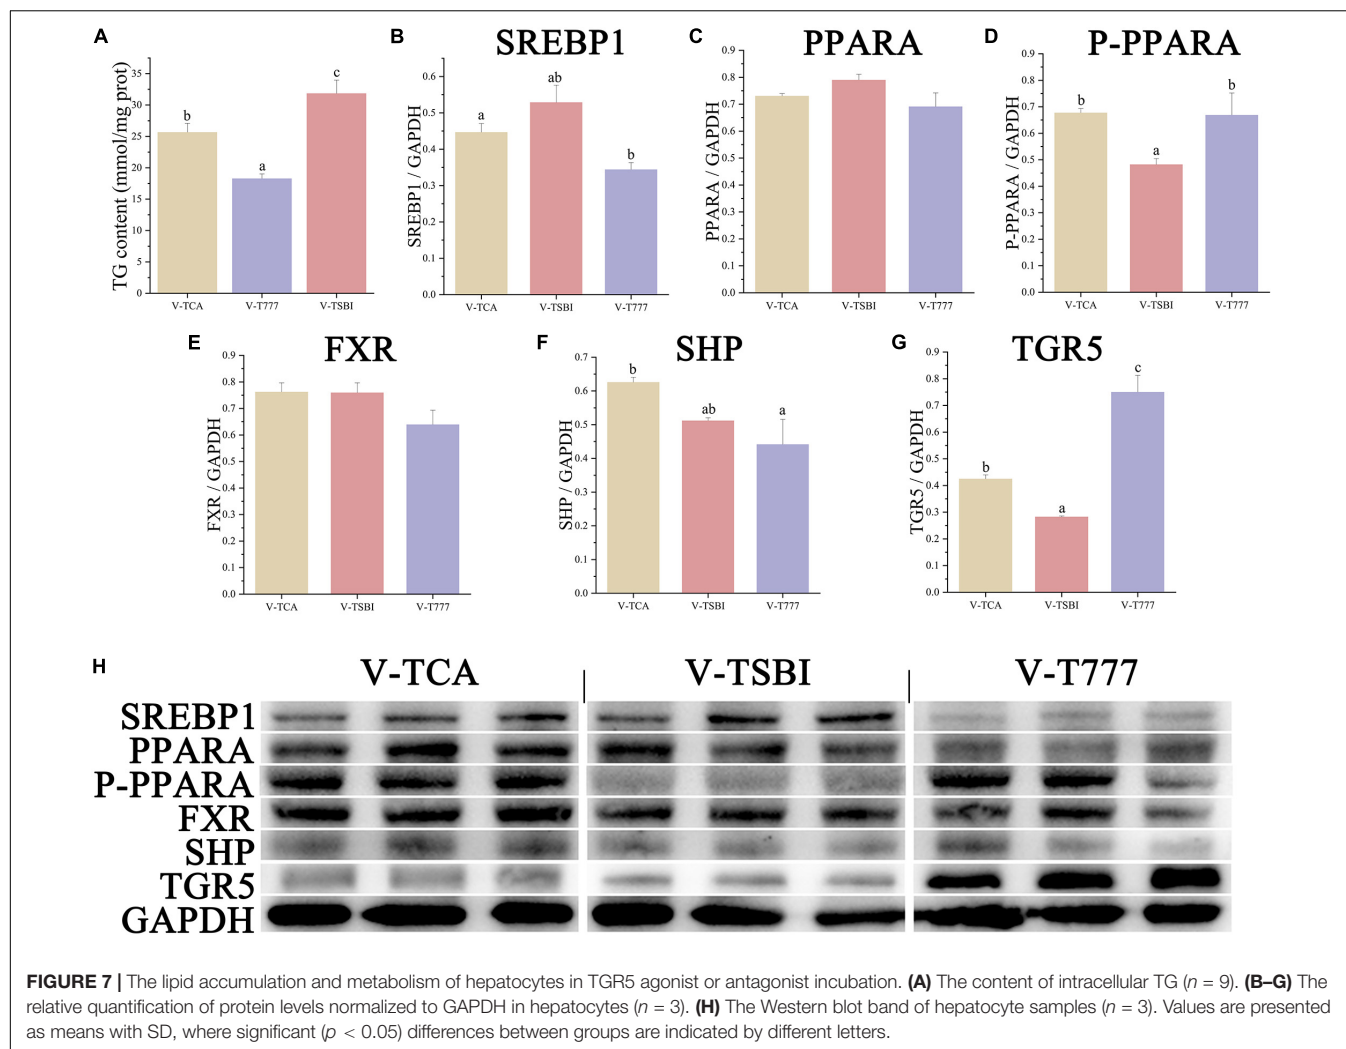 A
TG content (mmol/mg prot)
35
30
25
20
15
10
5
0
b
a
c
V-TCA V-T777 V-TSBI
B
SREBP1
SREBP1 / GAPDH
0.6
0.5
0.4
0.3
0.2
0.1
0.0
a
ab
b
V-TCA V-TSBI V-T777
C
PPARA
PPARA / GAPDH
0.9
0.8
0.7
0.6
0.5
0.4
0.3
0.2
0.1
0.0
V-TCA V-TSBI V-T777
D
P-PPARA
P-PPARA / GAPDH
0.9
0.8
0.7
0.6
0.5
0.4
0.3
0.2
0.1
0.0
b
a
b
V-TCA V-TSBI V-T777
E
FXR
FXR / GAPDH
0.9
0.8
0.7
0.6
0.5
0.4
0.3
0.2
0.1
0.0
V-TCA V-TSBI V-T777
F
SHP
SHP / GAPDH
0.7
0.6
0.5
0.4
0.3
0.2
0.1
0.0
b
ab
a
V-TCA V-TSBI V-T777
G
TGR5
TGR5 / GAPDH
0.9
0.8
0.7
0.6
0.5
0.4
0.3
0.2
0.1
0.0
b
a
c
V-TCA V-TSBI V-T777
H
V-TCA V-TSBI V-T777
SREBP1
PPARA
P-PPARA
FXR
SHP
TGR5
GAPDH
FIGURE 7 | The lipid accumulation and metabolism of hepatocytes in TGR5 agonist or antagonist incubation. (A) The content of intracellular TG (n = 9). (B–G) The
relative quantification of protein levels normalized to GAPDH in hepatocytes (n = 3). (H) The Western blot band of hepatocyte samples (n = 3). Values are presented
as means with SD, where significant (p < 0.05) differences between groups are indicated by different letters.